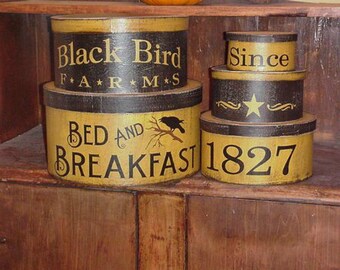 Black Bird
FARMS
BED AND
BREAKFAST
Since
1827